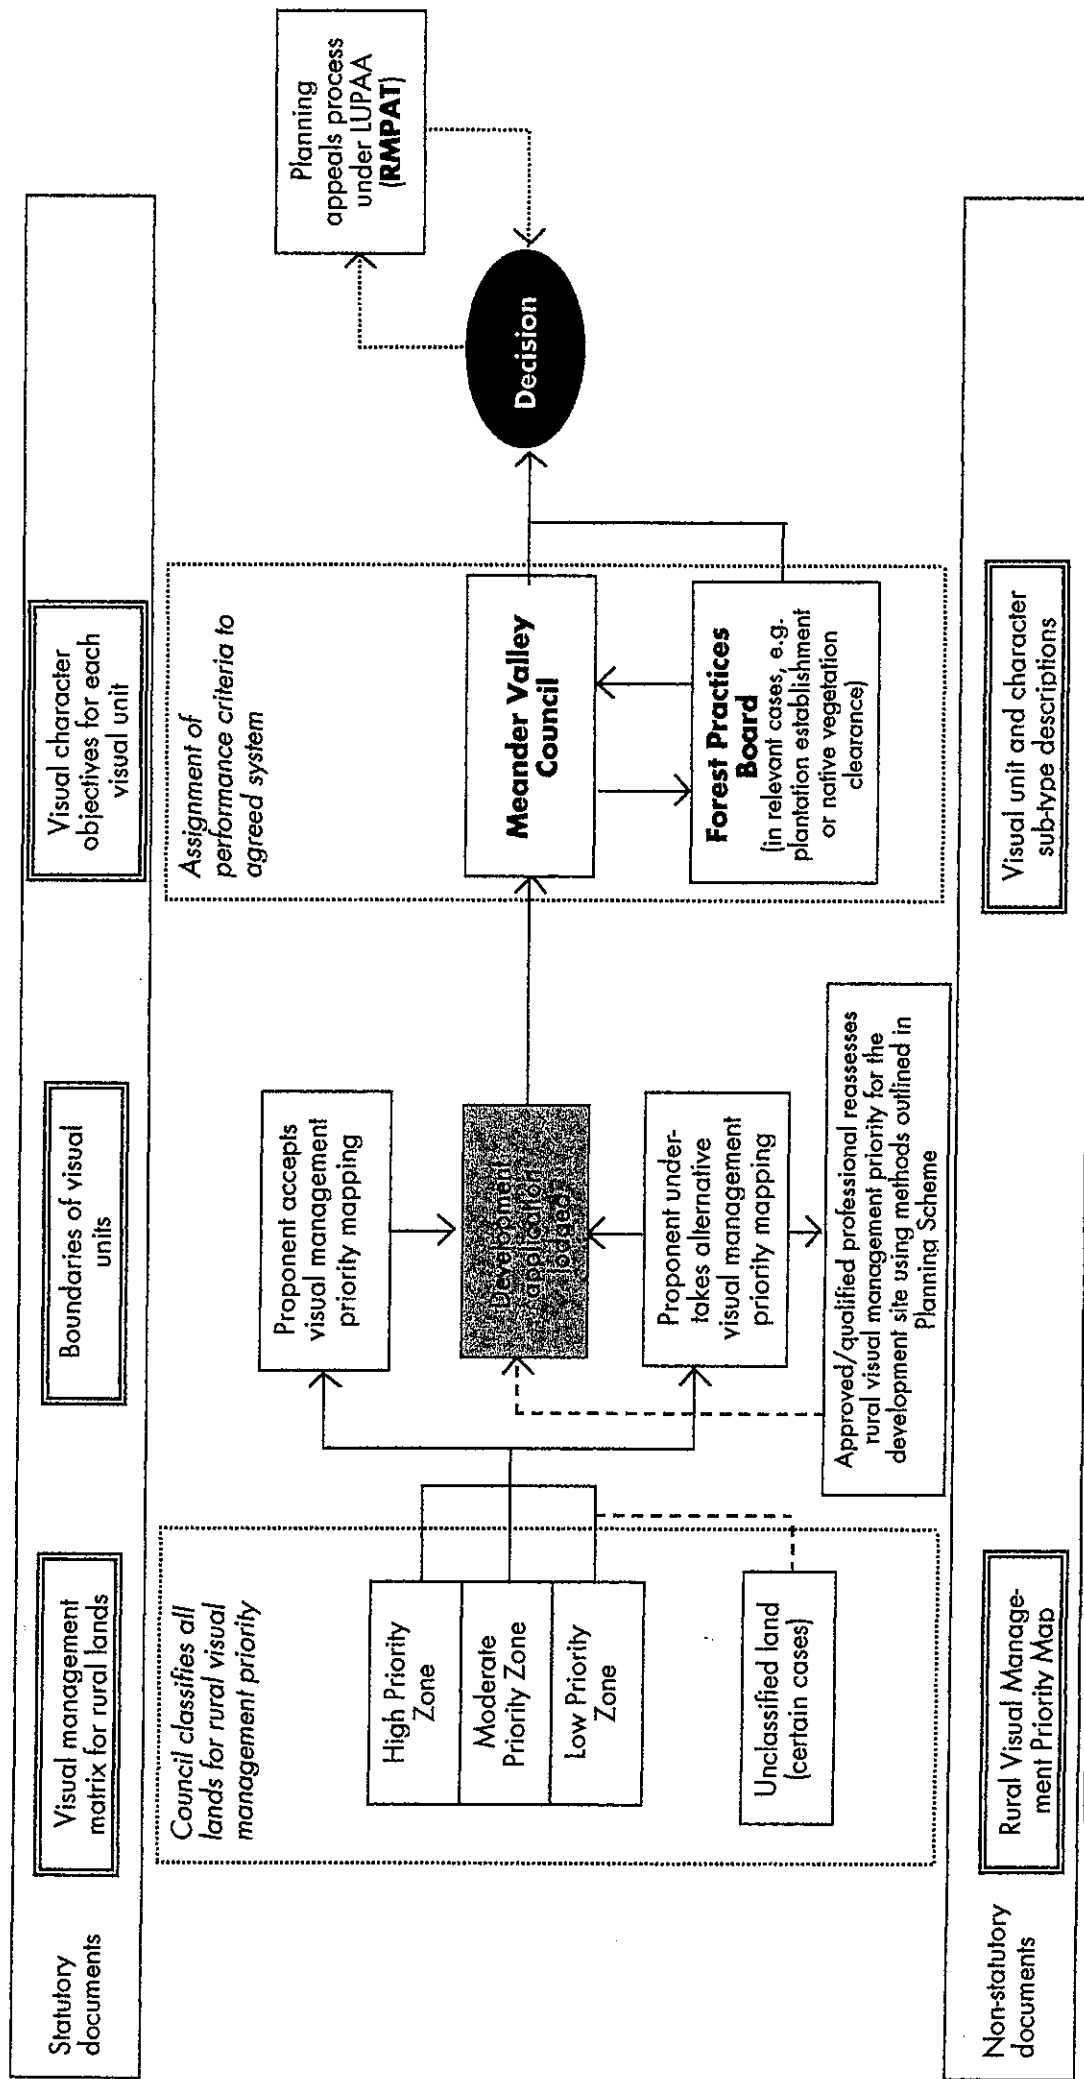 Statutory
documents
Visual management
matrix for rural lands
Boundaries of visual
units
Visual character
objectives for each
visual unit
Council classifies all
lands for rural visual
management priority
High Priority
Zone
Moderate
Priority Zone
Low Priority
Zone
Unclassified land
(certain cases)
Proponent accepts
visual management
priority mapping
Development
application
lodged
Proponent under-
takes alternative
visual management
priority mapping
Approved/qualified professional reassesses
rural visual management priority for the
development site using methods outlined in
Planning Scheme
Assignment of
performance criteria to
agreed system
Meander Valley
Council
Forest Practices
Board
(in relevant cases, e.g.
plantation establishment
or native vegetation
clearance)
Decision
Planning
appeals process
under LUPAA
(RMPAT)
Non-statutory
documents
Rural Visual Manage-
ment Priority Map
Visual unit and character
sub-type descriptions